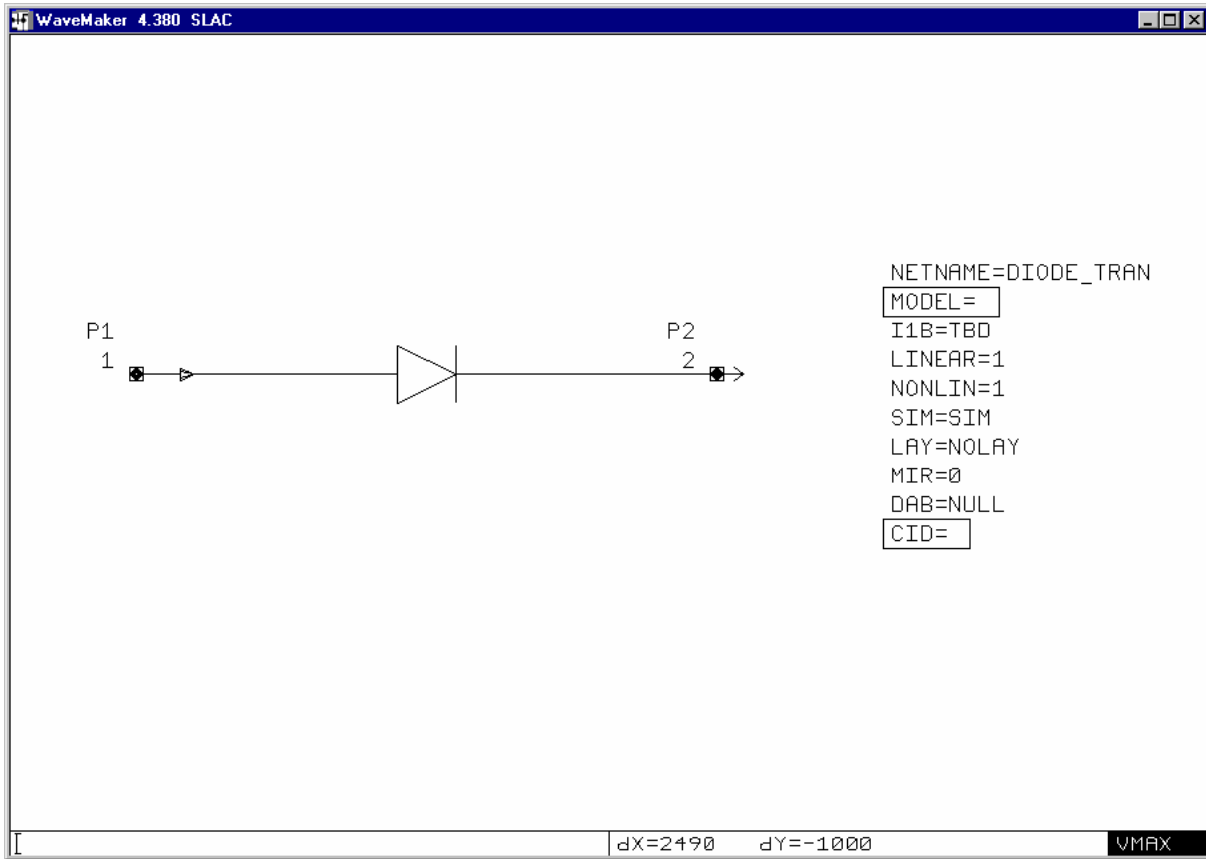 WaveMaker 4.380 SLAC
NETNAME=DIODE_TRAN
MODEL=
I1B=TBD
LINEAR=1
NONLIN=1
SIM=SIM
LAY=NOLAY
MIR=0
DAB=NULL
CID=
P1
1
P2
2
dX=2490 dY=-1000
VMAX